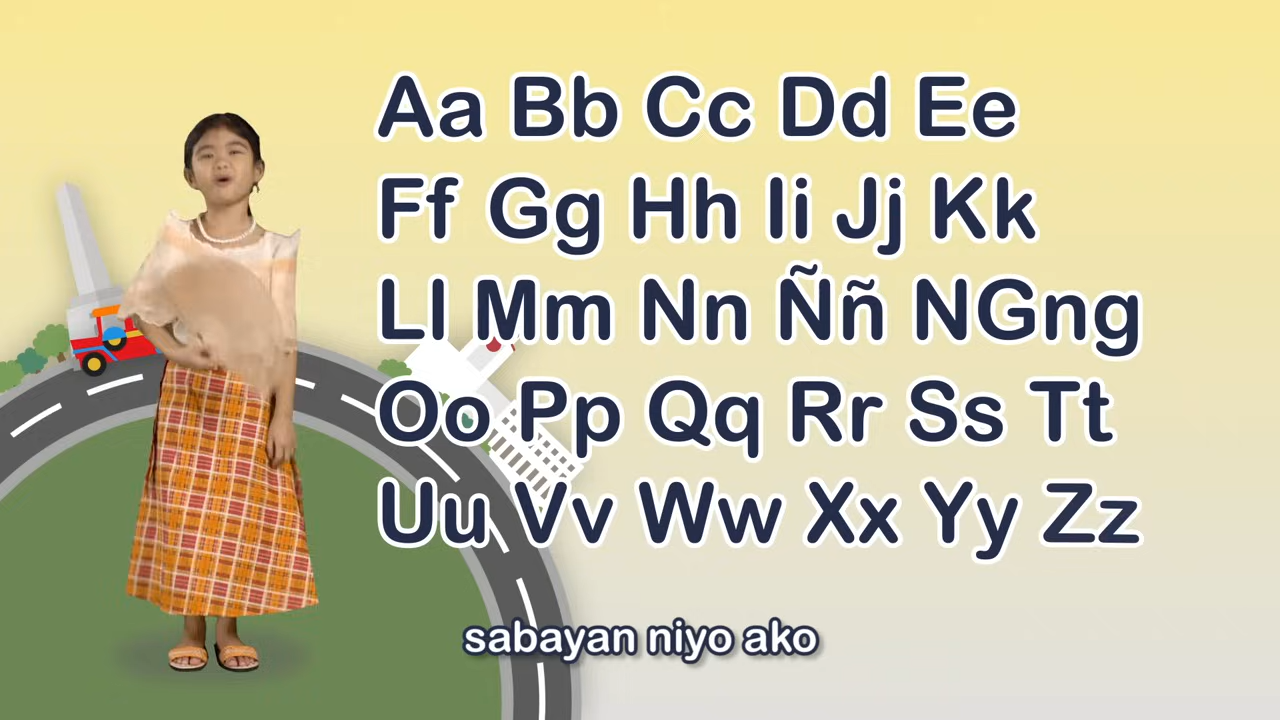 Aa Bb Cc Dd Ee
Ff Gg Hh Ii Jj Kk
Ll Mm Nn Ññ NGng
Oo Pp Qq Rr Ss Tt
Uu Vv Ww Xx Yy Zz
sabayan niyo ako